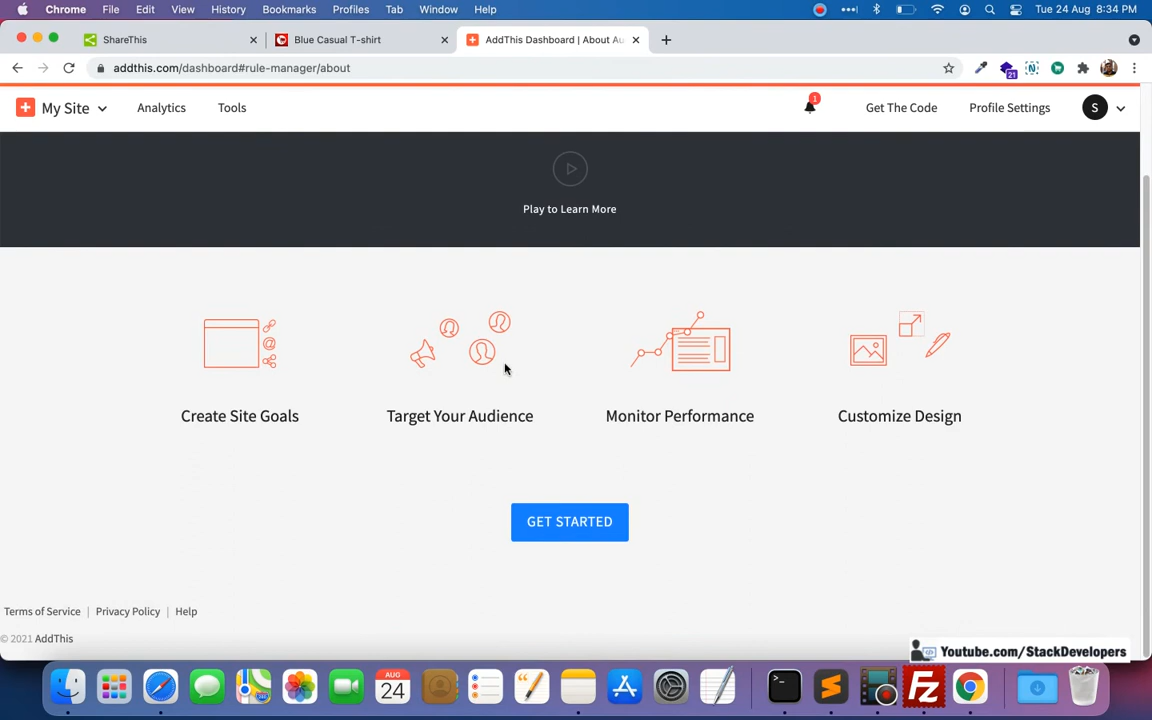 Chrome File Edit View History Bookmarks Profiles Tab Window Help Tue 24 Aug 8:34 PM
ShareThis Blue Casual T-shirt AddThis Dashboard | About Au
addthis.com/dashboard#rule-manager/about 21
My Site Analytics Tools 1 Get The Code Profile Settings S
Play to Learn More
Create Site Goals Target Your Audience Monitor Performance Customize Design
GET STARTED
Terms of Service | Privacy Policy | Help
© 2021 AddThis
Youtube.com/StackDevelopers
AUG
24